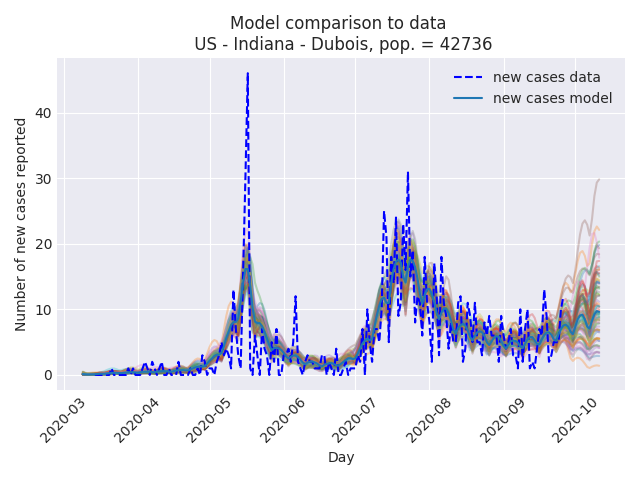 Model comparison to data
US - Indiana - Dubois, pop. = 42736
new cases data
new cases model
Number of new cases reported
40
30
20
10
0
2020-03
2020-04
2020-05
2020-06
2020-07
2020-08
2020-09
2020-10
Day